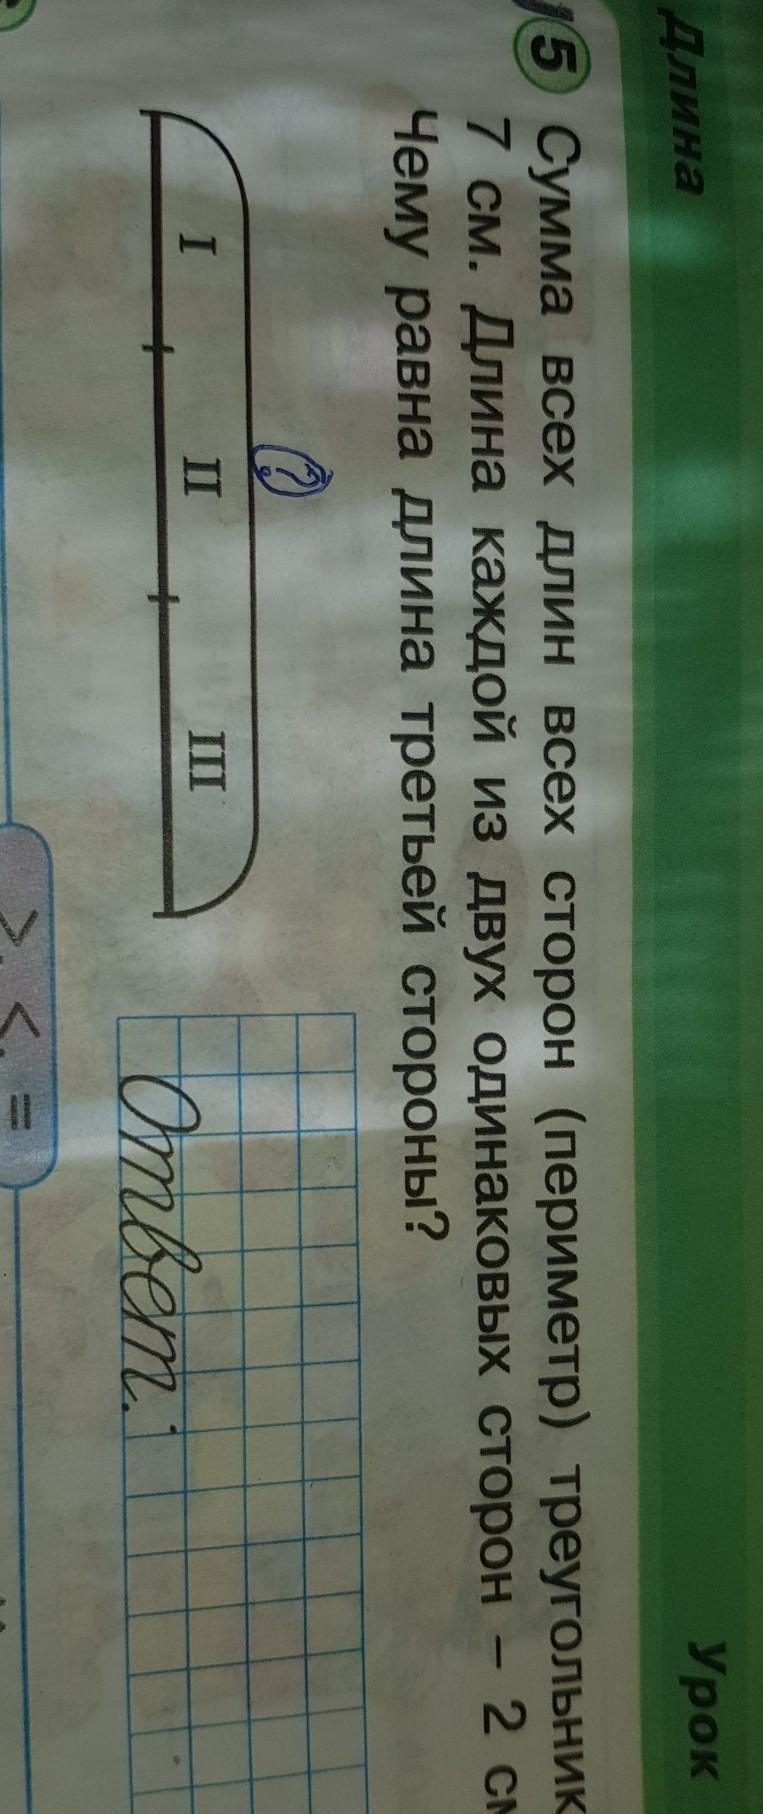 Длина Урок
5 Сумма всех длин всех сторон (периметр) треугольник
7 см. Длина каждой из двух одинаковых сторон – 2 см
Чему равна длина третьей стороны?
?
I II III
Ответ:
>, <, =